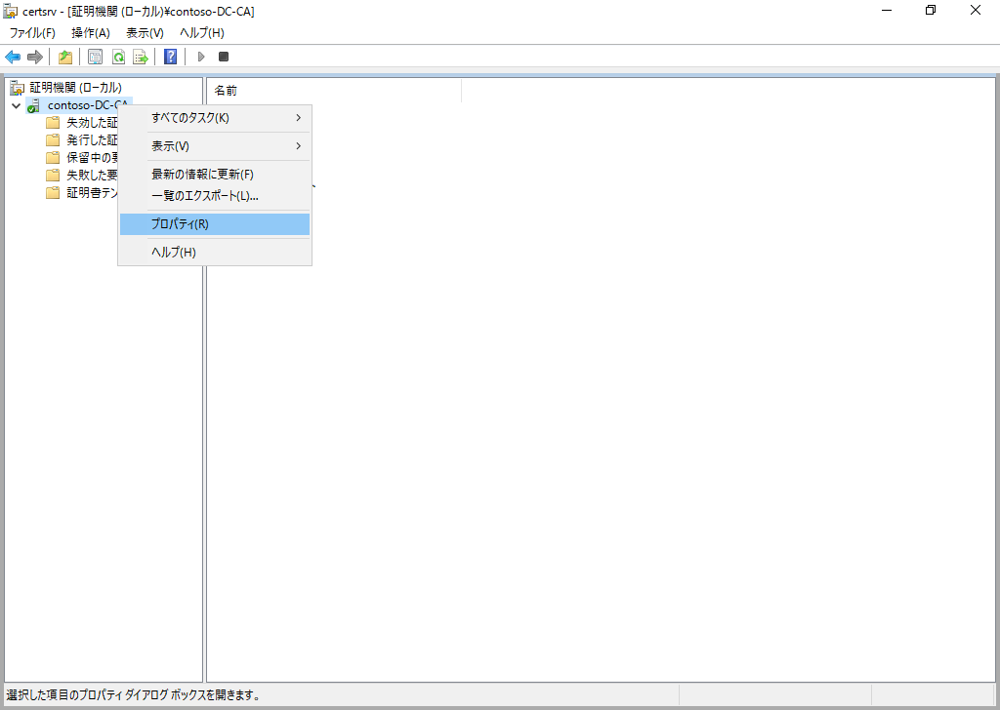 certsrv - [証明機関 (ローカル)¥contoso-DC-CA]
ファイル(F) 操作(A) 表示(V) ヘルプ(H)
証明機関 (ローカル)
contoso-DC-CA
失効した証
発行した証
保留中の要
失敗した要
証明書テン
名前
すべてのタスク(K)
表示(V)
最新の情報に更新(F)
一覧のエクスポート(L)...
プロパティ(R)
ヘルプ(H)
選択した項目のプロパティ ダイアログ ボックスを開きます。